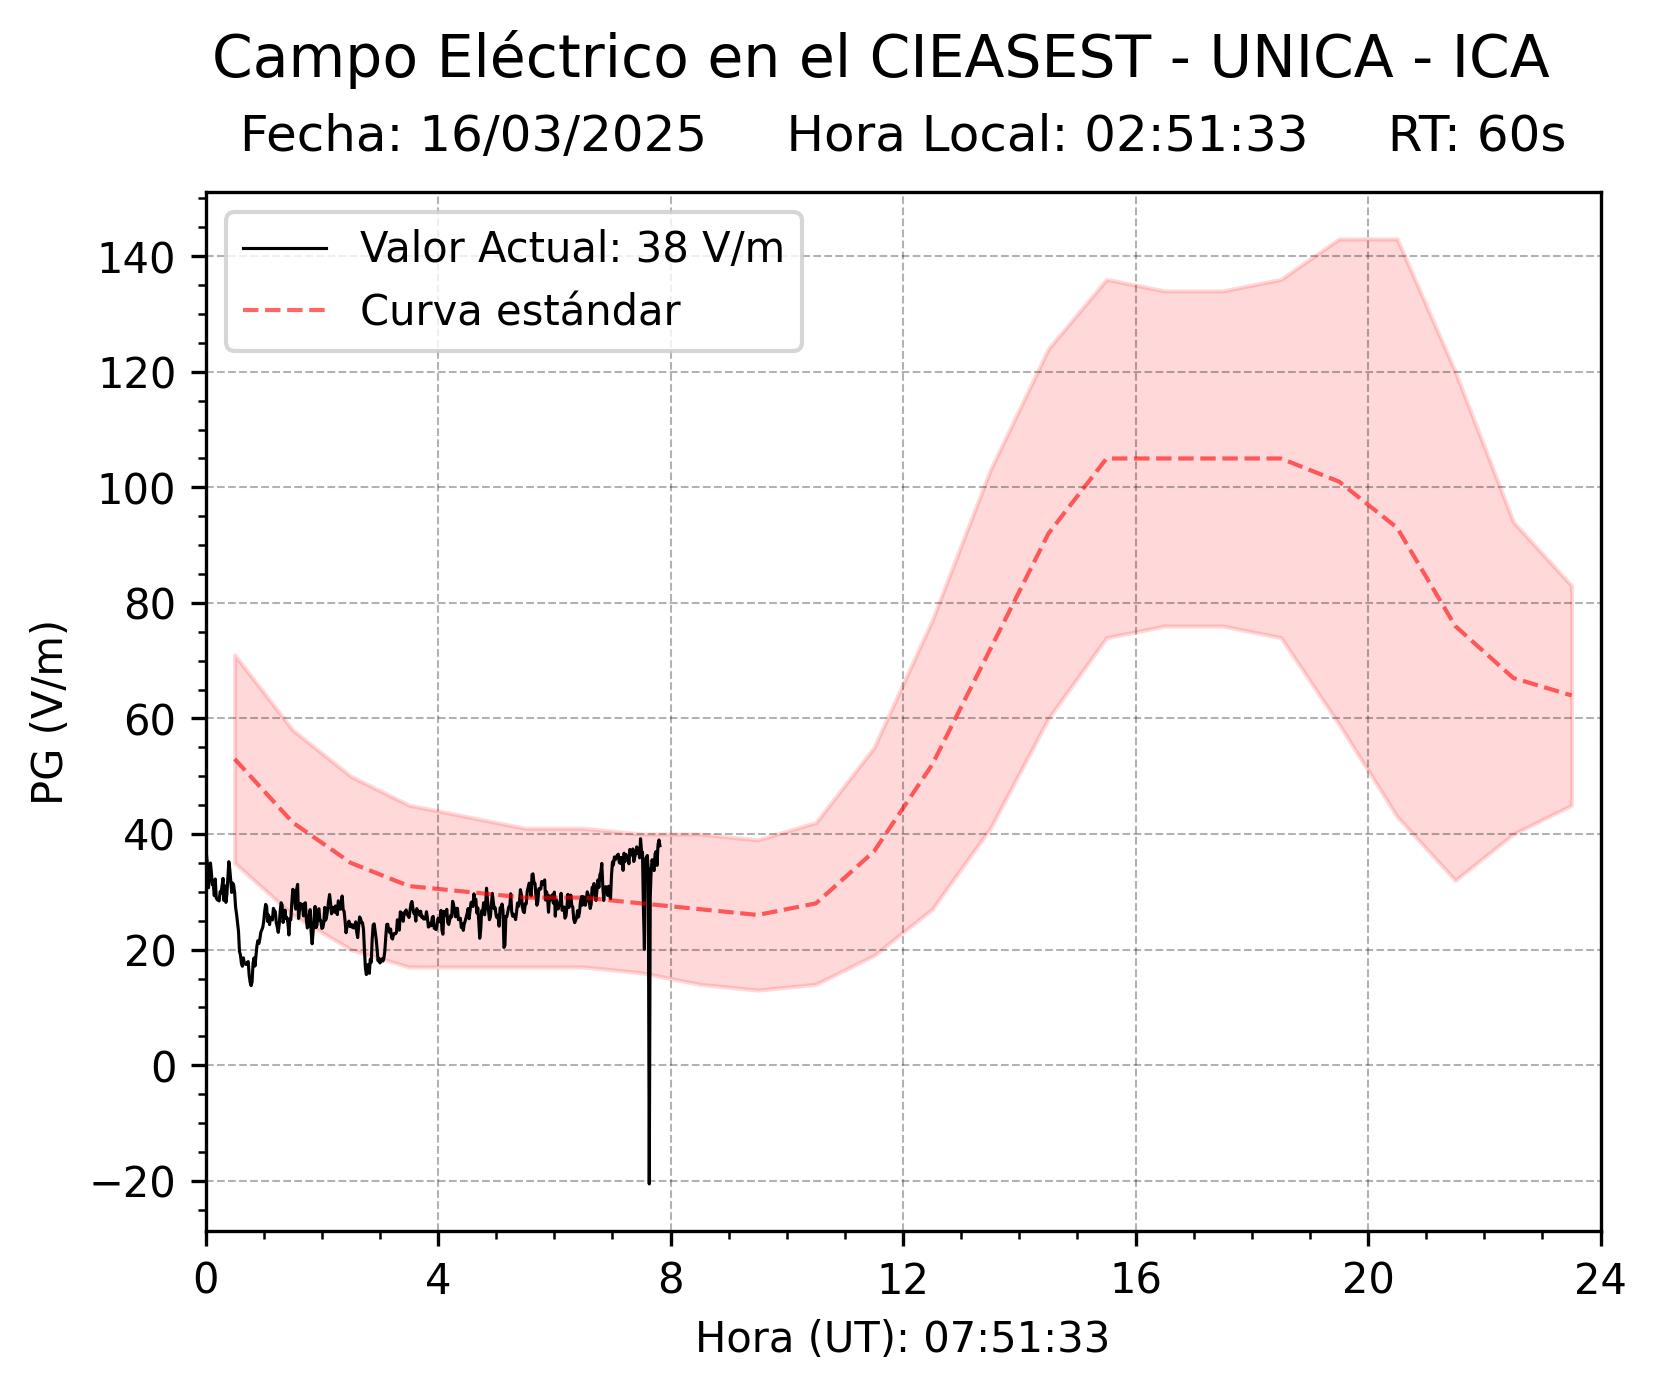 Campo Eléctrico en el CIEASEST - UNICA - ICA
Fecha: 16/03/2025 Hora Local: 02:51:33 RT: 60s
Valor Actual: 38 V/m
Curva estándar
140
120
100
80
60
40
20
0
−20
PG (V/m)
0 4 8 12 16 20 24
Hora (UT): 07:51:33